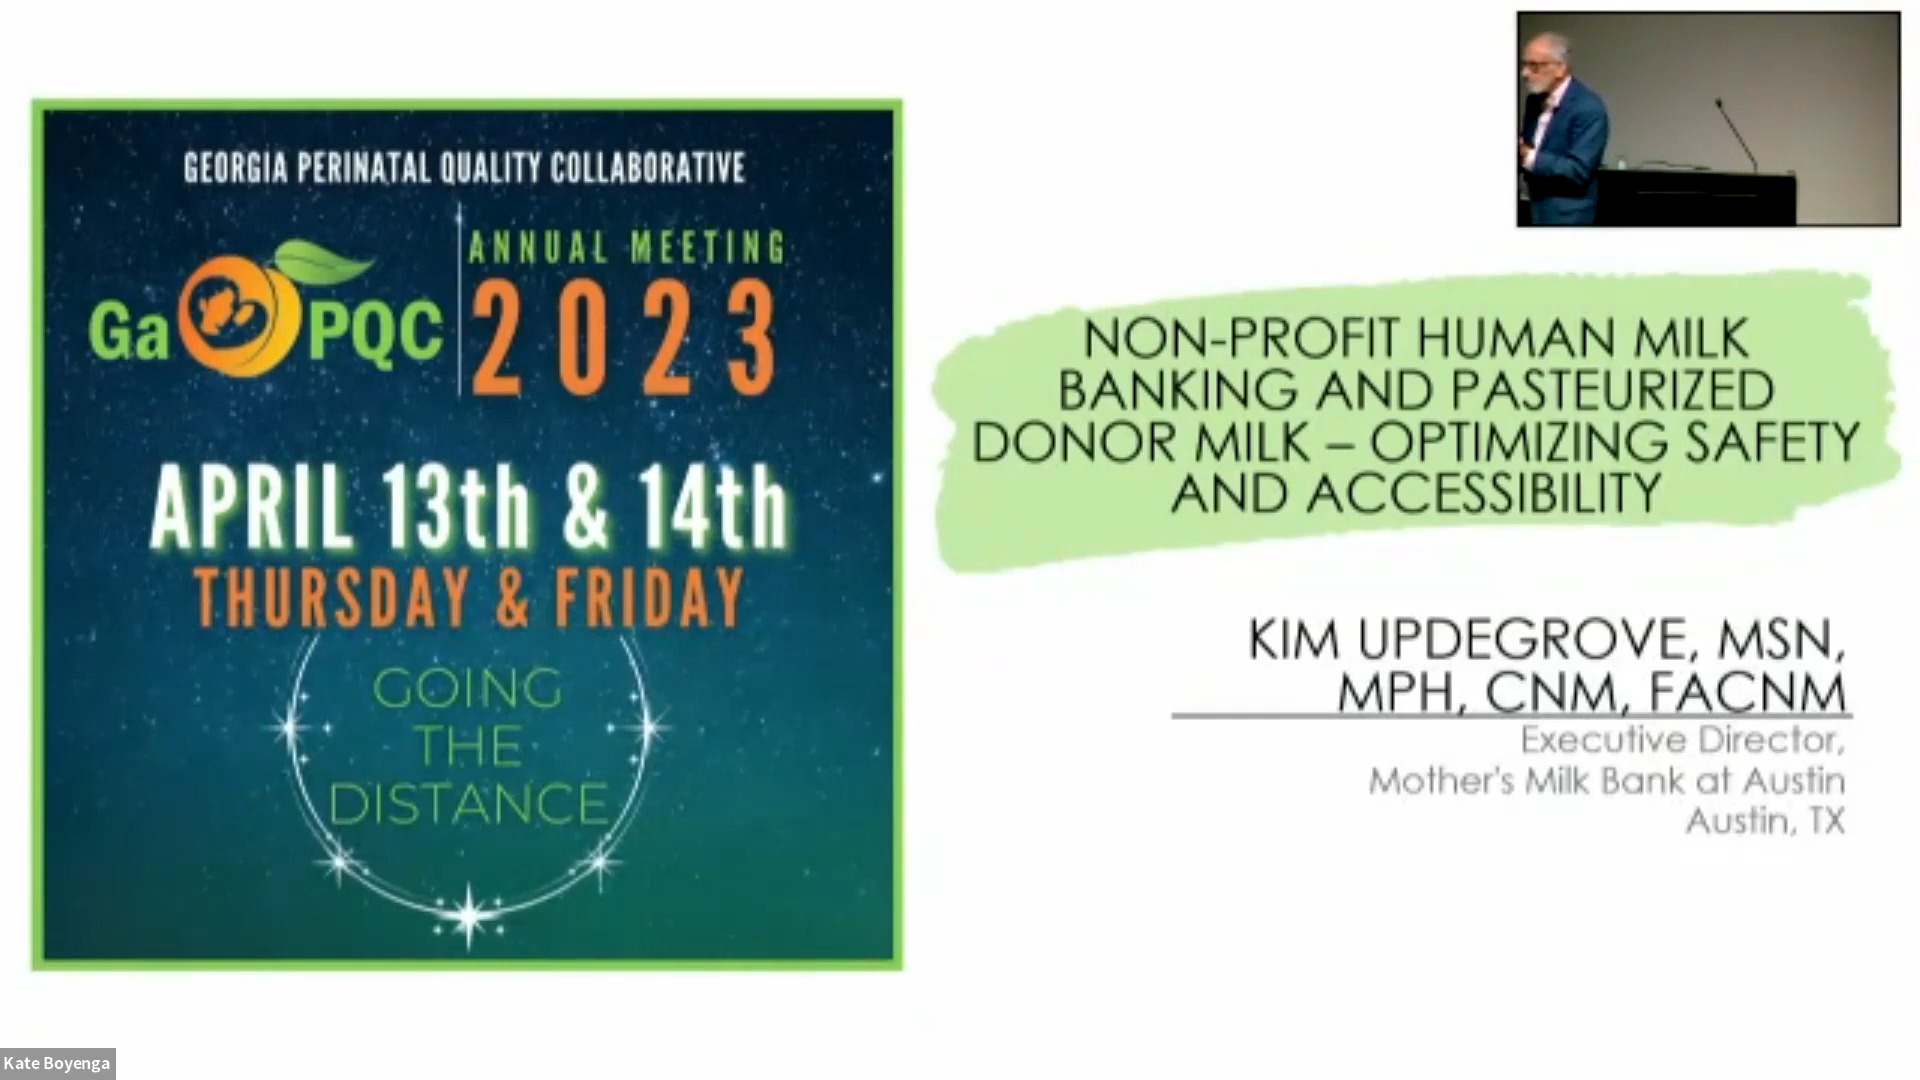 GEORGIA PERINATAL QUALITY COLLABORATIVE
Ga PQC
ANNUAL MEETING
2023
APRIL 13th & 14th
THURSDAY & FRIDAY
GOING
THE
DISTANCE
NON-PROFIT HUMAN MILK
BANKING AND PASTEURIZED
DONOR MILK – OPTIMIZING SAFETY
AND ACCESSIBILITY
KIM UPDEGROVE, MSN,
MPH, CNM, FACNM
Executive Director,
Mother's Milk Bank at Austin
Austin, TX
Kate Boyenga